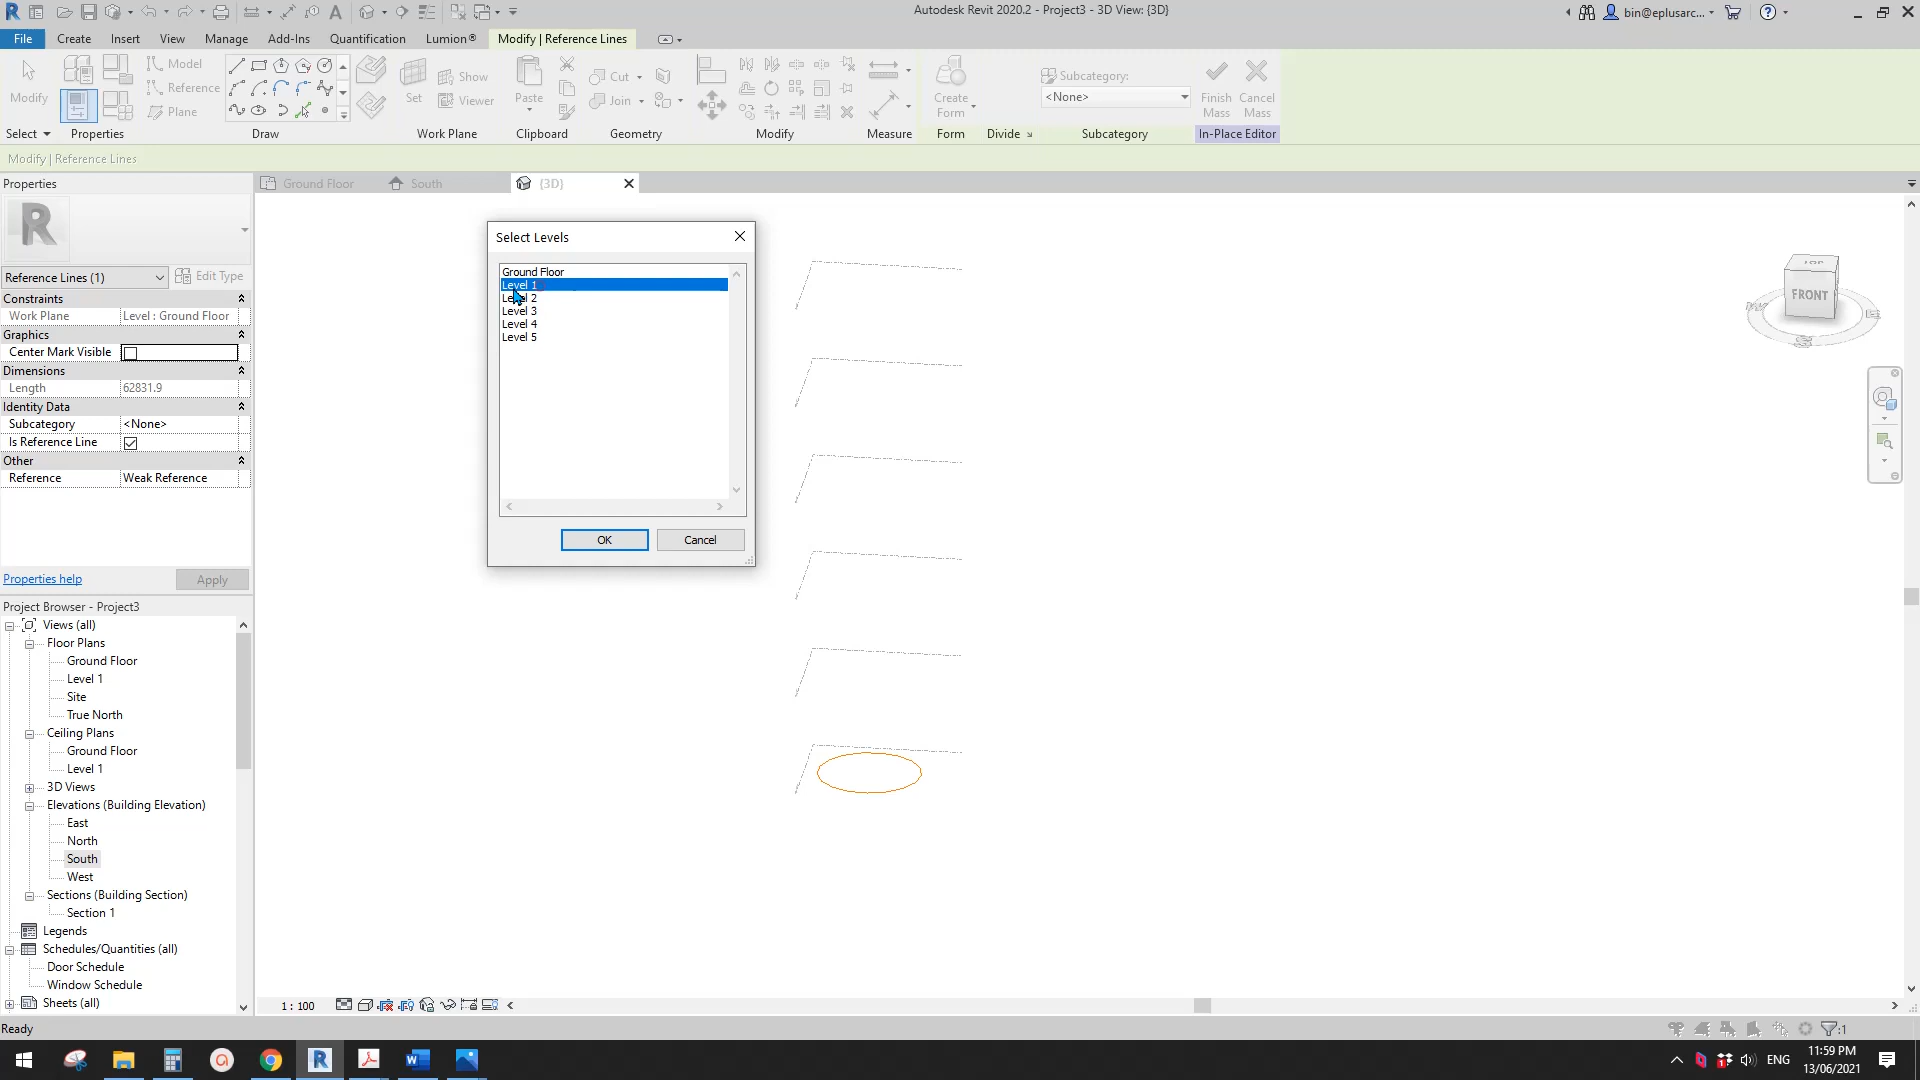 Autodesk Revit 2020.2 - Project3 - 3D View: {3D}
bin@eplusarc...
File Create Insert View Manage Add-Ins Quantification Lumion® Modify | Reference Lines
Modify
Model
Reference
Plane
Set
Show
Viewer
Paste
Cut
Join
Create Form
Subcategory:
<None>
Finish Mass
Cancel Mass
Select Properties Draw Work Plane Clipboard Geometry Modify Measure Form Divide Subcategory In-Place Editor
Modify | Reference Lines
Properties
Ground Floor South {3D}
R
Reference Lines (1) Edit Type
Constraints
Work Plane Level : Ground Floor
Graphics
Center Mark Visible
Dimensions
Length 62831.9
Identity Data
Subcategory <None>
Is Reference Line
Other
Reference Weak Reference
Properties help Apply
Select Levels
Ground Floor
Level 1
Level 2
Level 3
Level 4
Level 5
OK Cancel
TOP
FRONT
Project Browser - Project3
Views (all)
Floor Plans
Ground Floor
Level 1
Site
True North
Ceiling Plans
Ground Floor
Level 1
3D Views
Elevations (Building Elevation)
East
North
South
West
Sections (Building Section)
Section 1
Legends
Schedules/Quantities (all)
Door Schedule
Window Schedule
Sheets (all)
1 : 100
Ready
:1
ENG
11:59 PM
13/06/2021